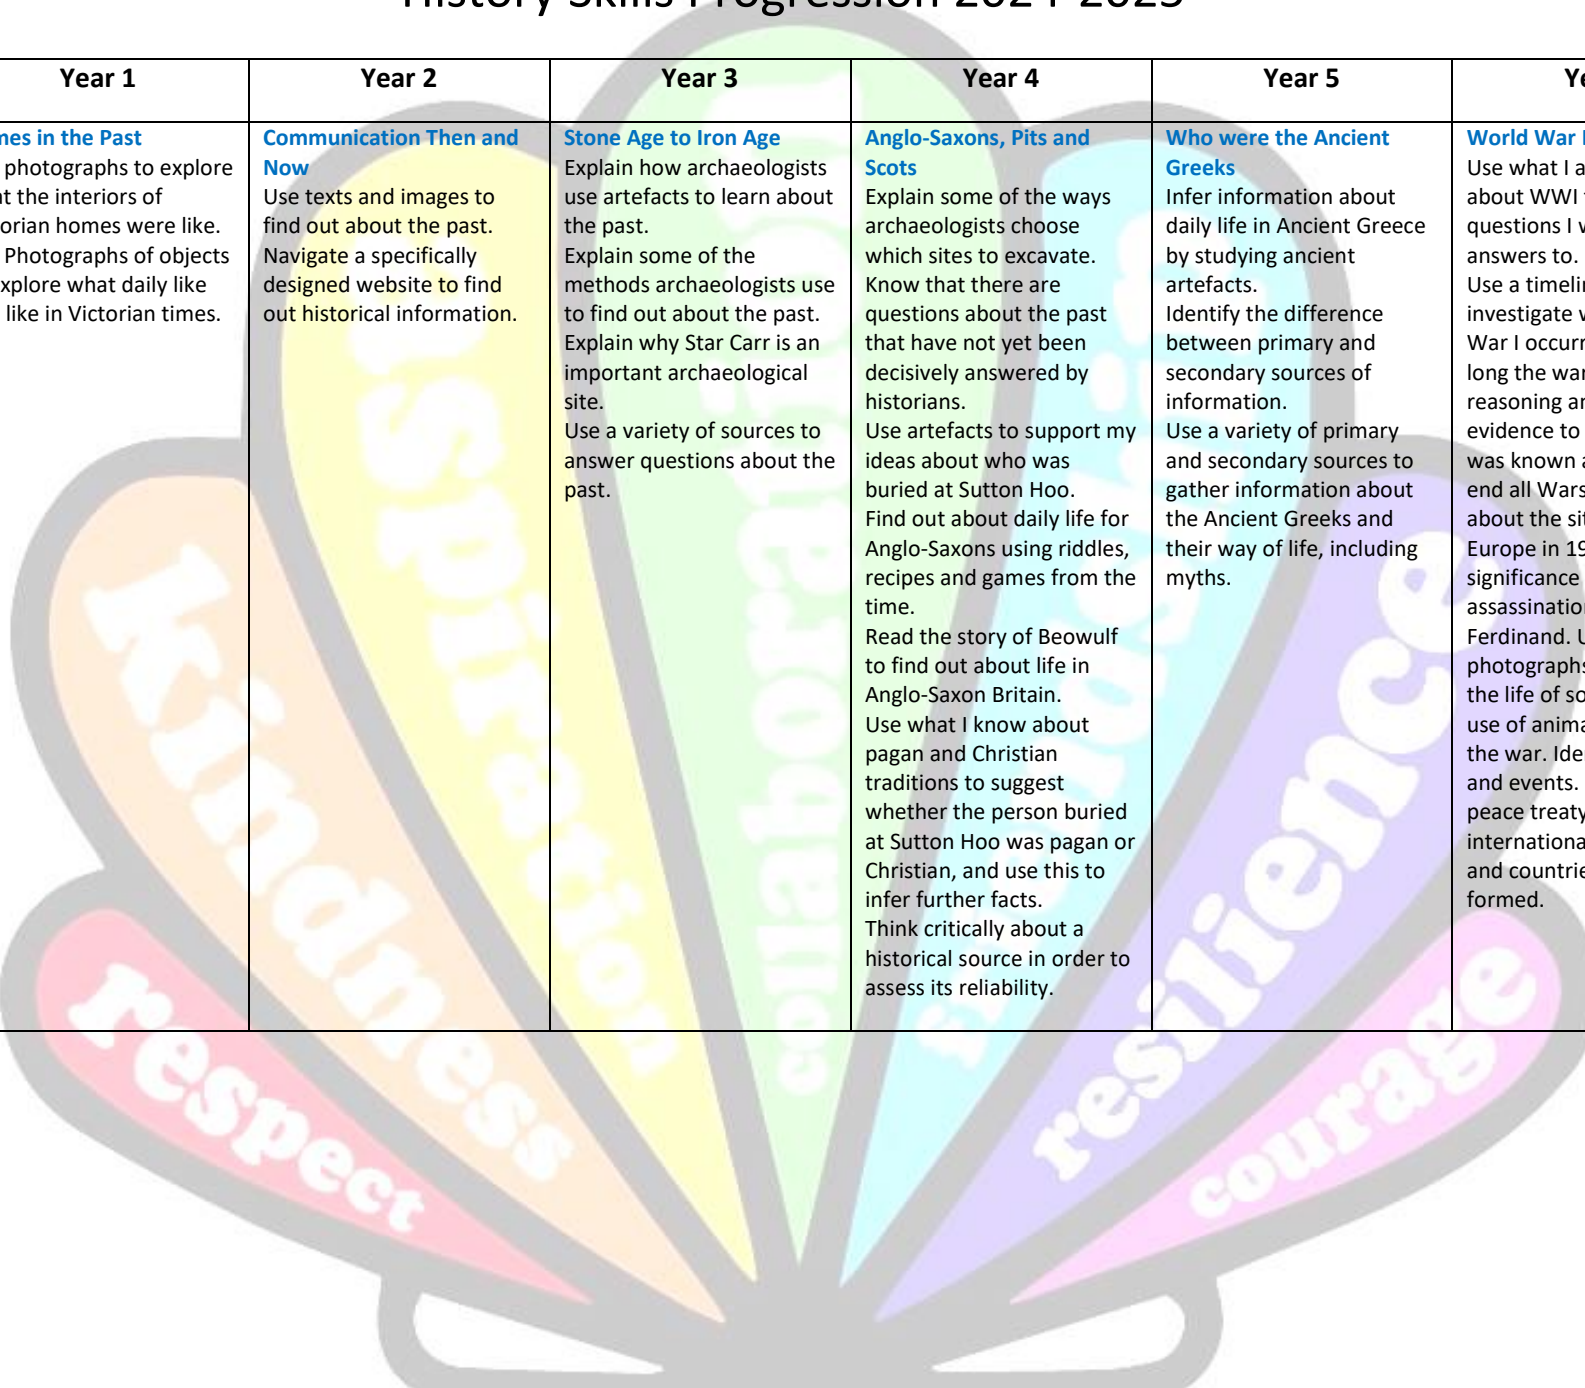 History Skills Progression 2024-2025
Year 1
mes in the Past
photographs to explore
at the interiors of
orian homes were like.
Photographs of objects
xplore what daily like
like in Victorian times.
Year 2
Communication Then and
Now
Use texts and images to
find out about the past.
Navigate a specifically
designed website to find
out historical information.
Year 3
Stone Age to Iron Age
Explain how archaeologists
use artefacts to learn about
the past.
Explain some of the
methods archaeologists use
to find out about the past.
Explain why Star Carr is an
important archaeological
site.
Use a variety of sources to
answer questions about the
past.
Year 4
Anglo-Saxons, Pits and
Scots
Explain some of the ways
archaeologists choose
which sites to excavate.
Know that there are
questions about the past
that have not yet been
decisively answered by
historians.
Use artefacts to support my
ideas about who was
buried at Sutton Hoo.
Find out about daily life for
Anglo-Saxons using riddles,
recipes and games from the
time.
Read the story of Beowulf
to find out about life in
Anglo-Saxon Britain.
Use what I know about
pagan and Christian
traditions to suggest
whether the person buried
at Sutton Hoo was pagan or
Christian, and use this to
infer further facts.
Think critically about a
historical source in order to
assess its reliability.
Year 5
Who were the Ancient
Greeks
Infer information about
daily life in Ancient Greece
by studying ancient
artefacts.
Identify the difference
between primary and
secondary sources of
information.
Use a variety of primary
and secondary sources to
gather information about
the Ancient Greeks and
their way of life, including
myths.
Ye
World War
Use what I a
about WWI
questions I w
answers to.
Use a timelin
investigate w
War I occurr
long the war
reasoning an
evidence to
was known a
end all Wars
about the sit
Europe in 19
significance
assassination
Ferdinand. U
photographs
the life of so
use of anima
the war. Ide
and events.
peace treaty
internationa
and countrie
formed.
respect
kindness
aspiration
collaboration
friendship
resilience
courage